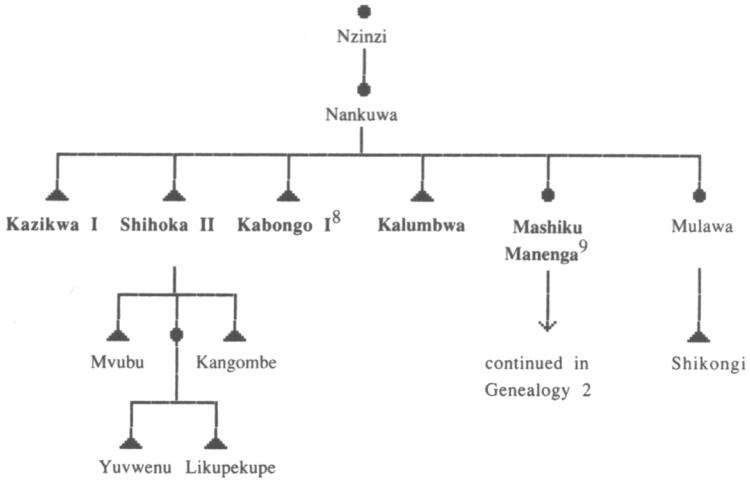 Nzinzi
Nankuwa
Kazikwa I Shihoka II Kabongo I8 Kalumbwa Mashiku Mulawa
Manenga9
Mvubu Kangombe continued in Shikongi
Genealogy 2
Yuvwenu Likupekupe